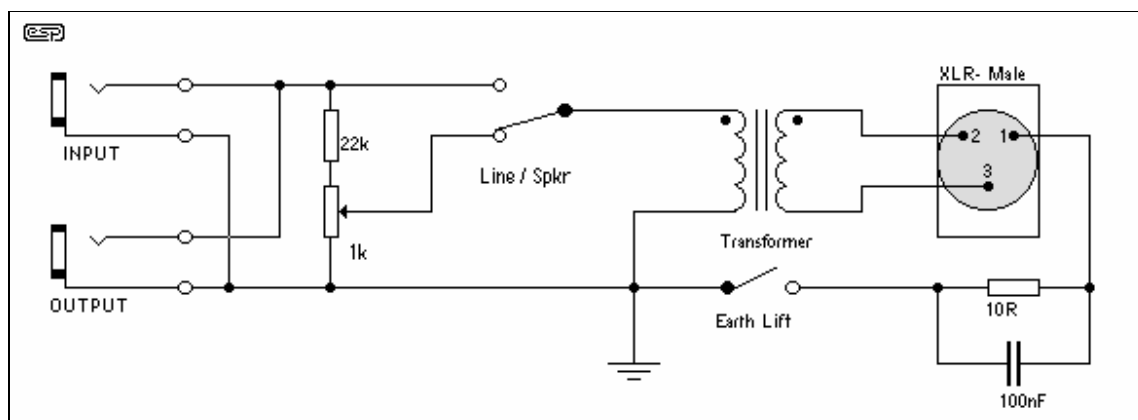 esp
XLR- Male
INPUT
22k
2
1
3
Line / Spkr
1k
Transformer
OUTPUT
Earth Lift
10R
100nF